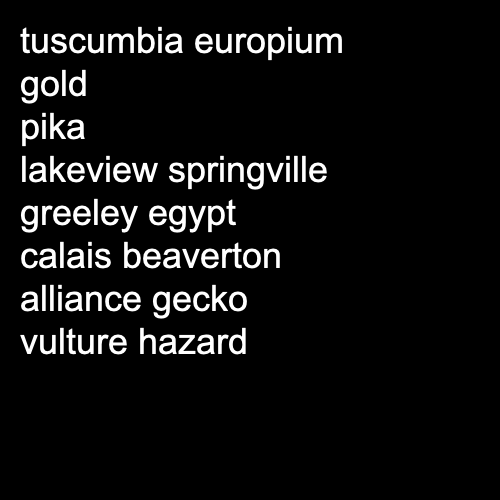 tuscumbia europium
gold
pika
lakeview springville
greeley egypt
calais beaverton
alliance gecko
vulture hazard